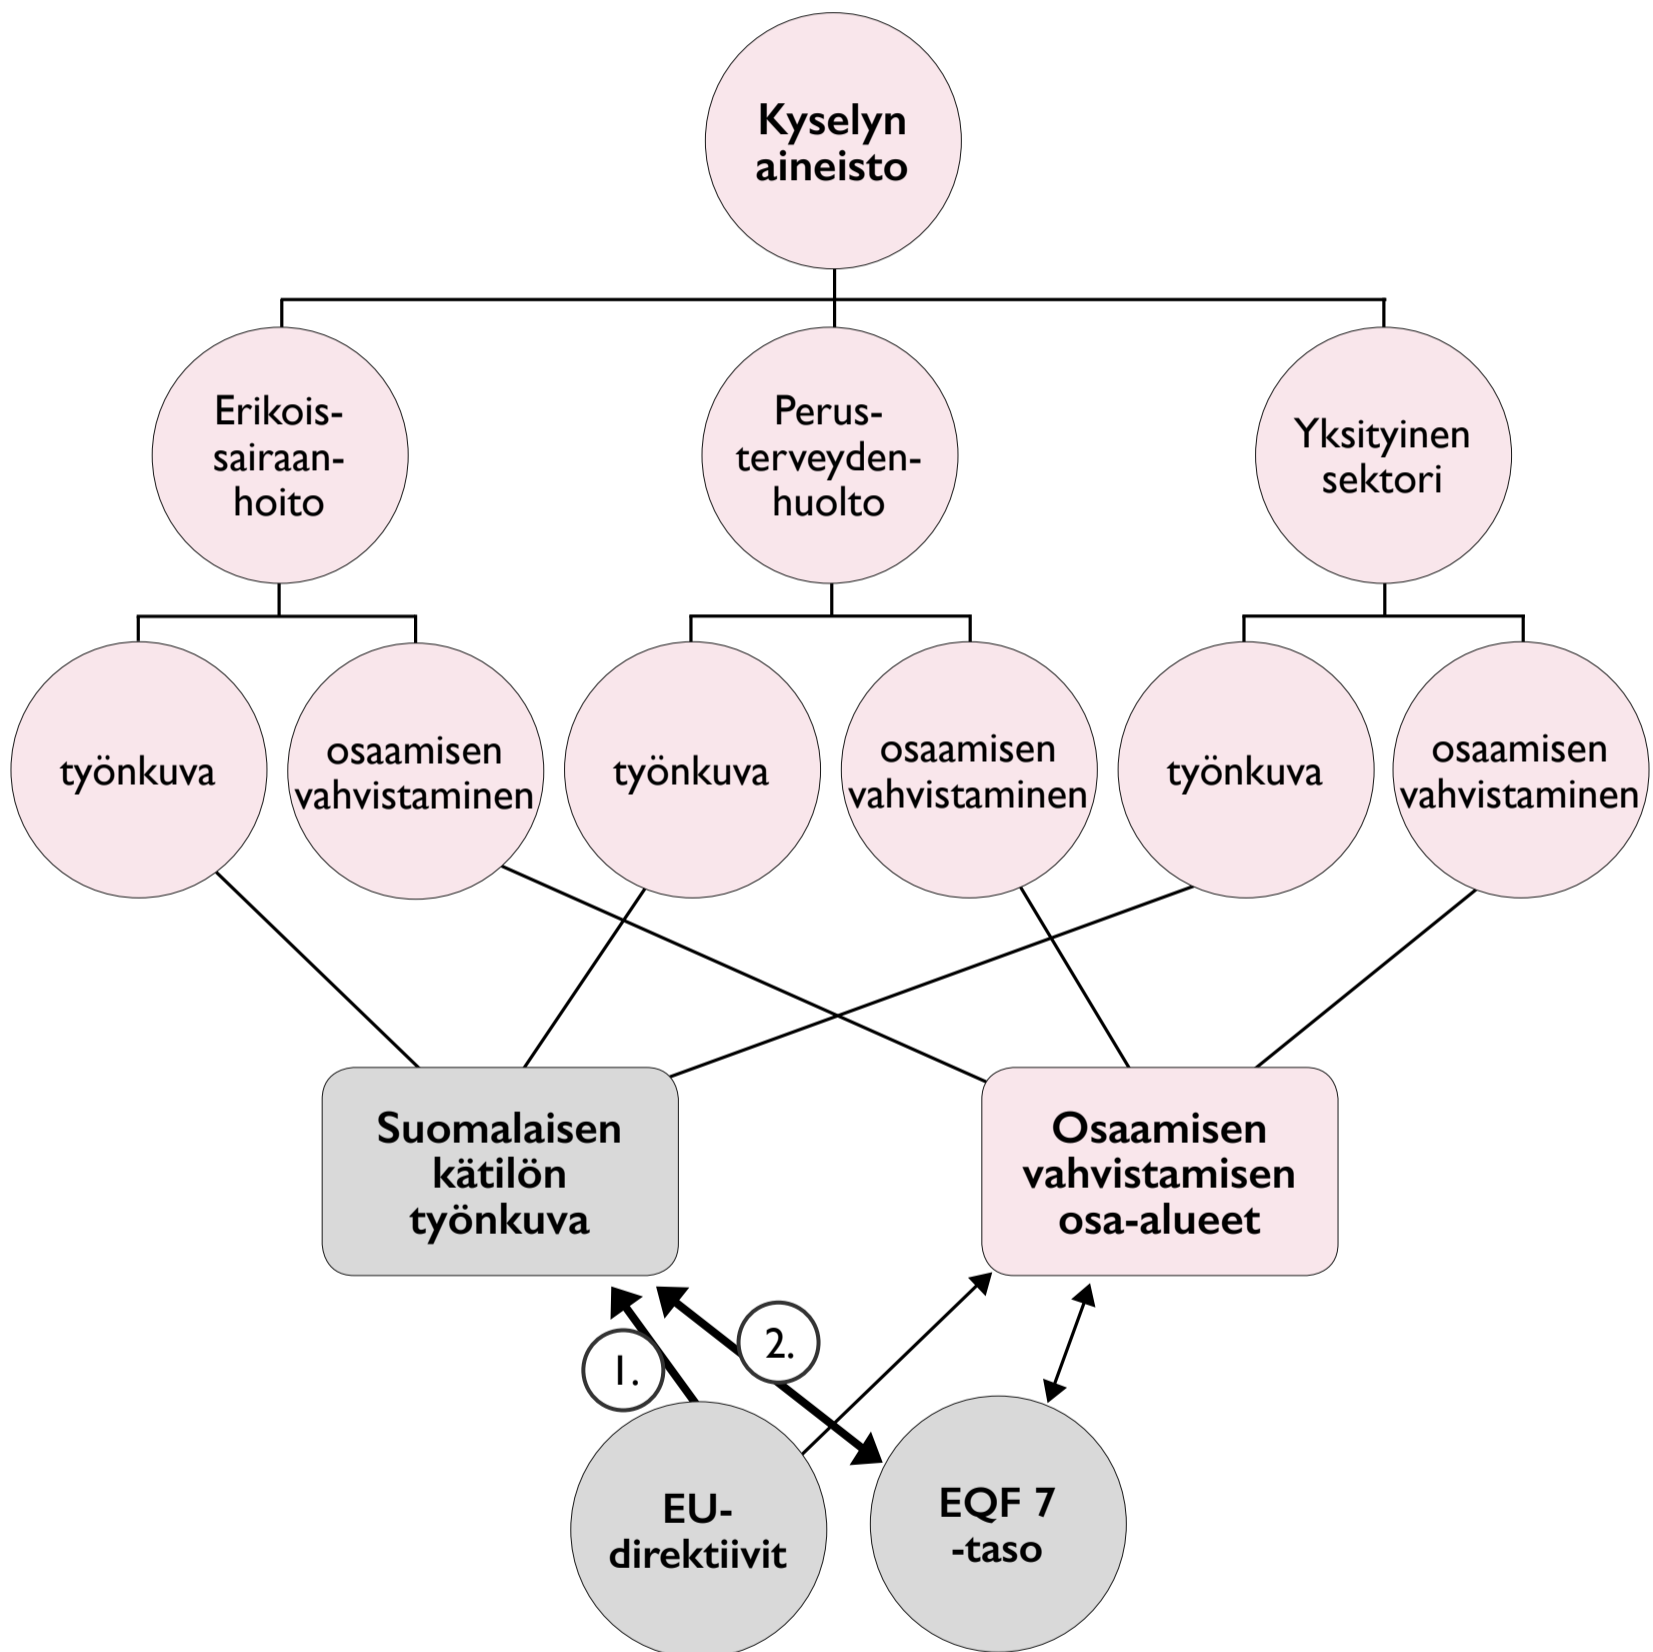 Kyselyn
aineisto
Erikois-
sairaan-
hoito
Perus-
terveyden-
huolto
Yksityinen
sektori
työnkuva
osaamisen
vahvistaminen
työnkuva
osaamisen
vahvistaminen
työnkuva
osaamisen
vahvistaminen
Suomalaisen
kätilön
työnkuva
Osaamisen
vahvistamisen
osa-alueet
1.
2.
EU-
direktiivit
EQF 7
-taso